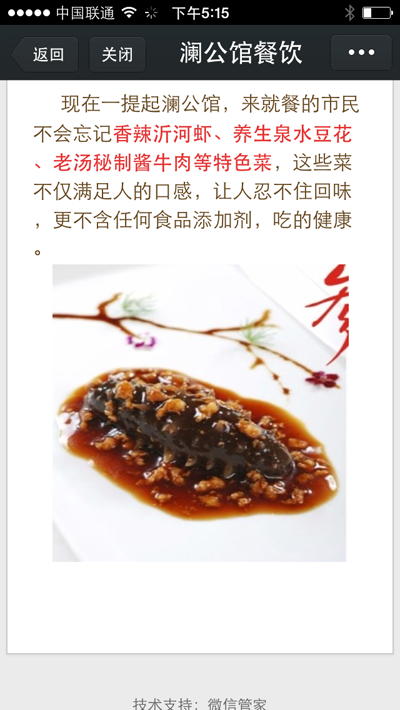 中国联通 下午5:15
返回 关闭 澜公馆餐饮
现在一提起澜公馆，来就餐的市民
不会忘记香辣沂河虾、养生泉水豆花
、老汤秘制酱牛肉等特色菜，这些菜
不仅满足人的口感，让人忍不住回味
，更不含任何食品添加剂，吃的健康
。
技术支持：微信管家